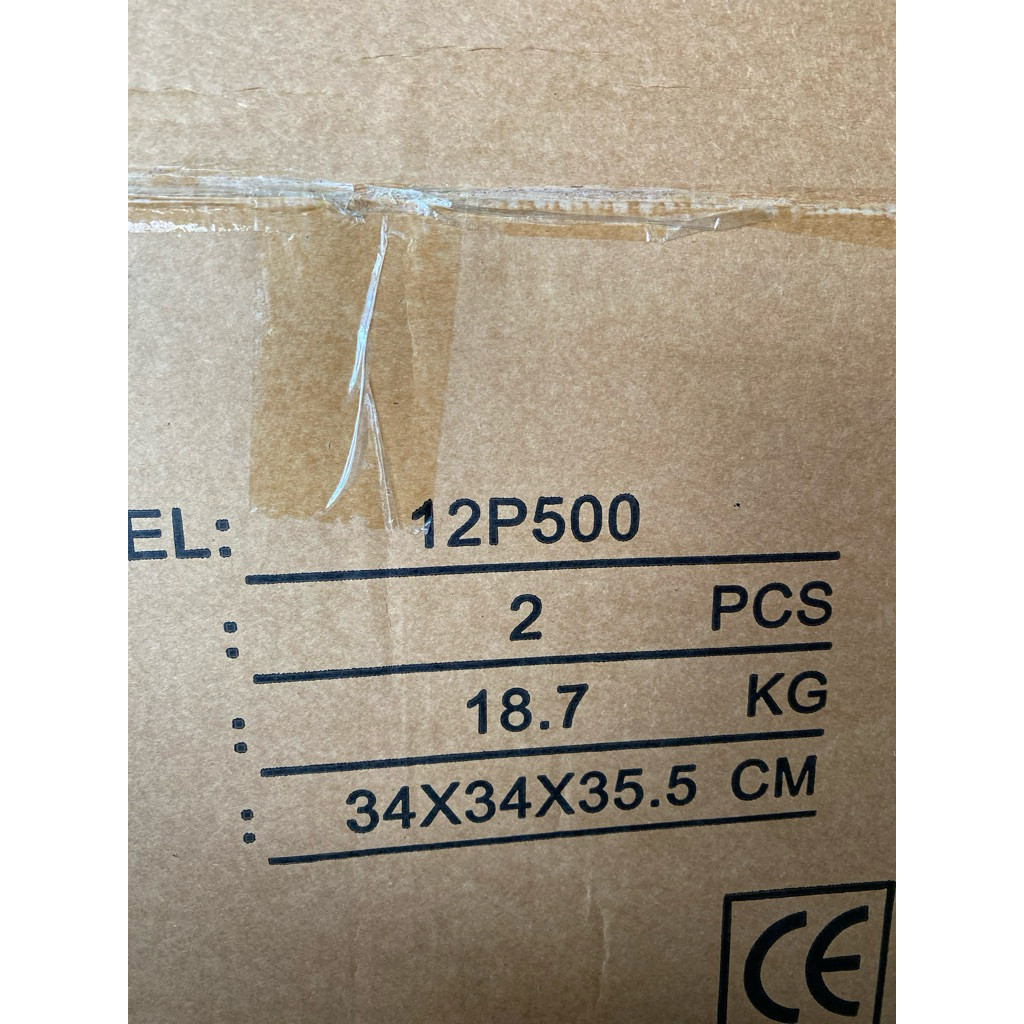 EL: 12P500
: 2 PCS
: 18.7 KG
: 34X34X35.5 CM
CE